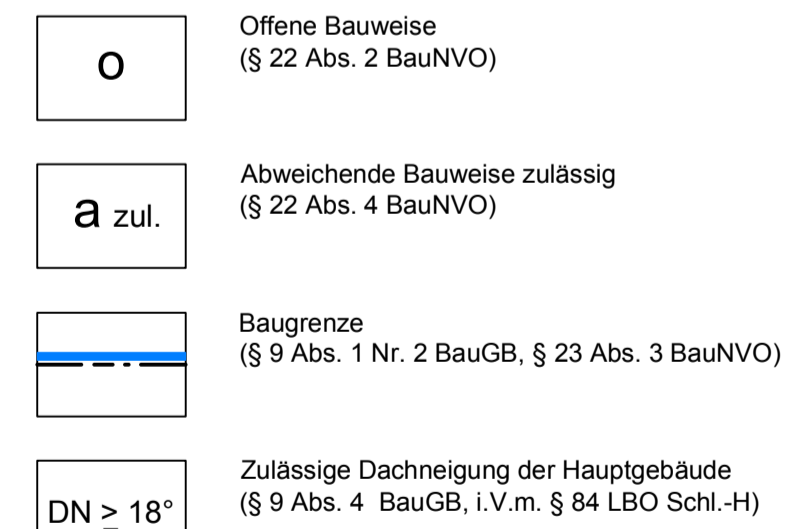 o
Offene Bauweise
(§ 22 Abs. 2 BauNVO)
a zul.
Abweichende Bauweise zulässig
(§ 22 Abs. 4 BauNVO)
Baugrenze
(§ 9 Abs. 1 Nr. 2 BauGB, § 23 Abs. 3 BauNVO)
DN ≥ 18°
Zulässige Dachneigung der Hauptgebäude
(§ 9 Abs. 4 BauGB, i.V.m. § 84 LBO Schl.-H)